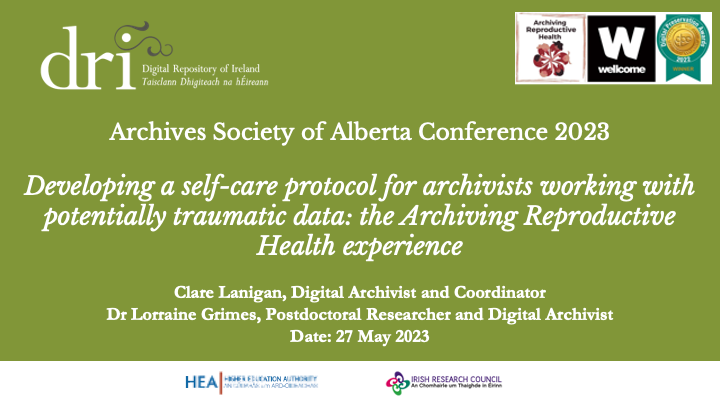 dri
Digital Repository of Ireland
Taisclann Dhigiteach na hÉireann
Archiving
Reproductive
Health
W
wellcome
Digital Preservation Awards
2022
WINNER
Archives Society of Alberta Conference 2023
Developing a self-care protocol for archivists working with
potentially traumatic data: the Archiving Reproductive
Health experience
Clare Lanigan, Digital Archivist and Coordinator
Dr Lorraine Grimes, Postdoctoral Researcher and Digital Archivist
Date: 27 May 2023
HEA
HIGHER EDUCATION AUTHORITY
IRISH RESEARCH COUNCIL
An Chomhairle um Thaighde in Éirinn